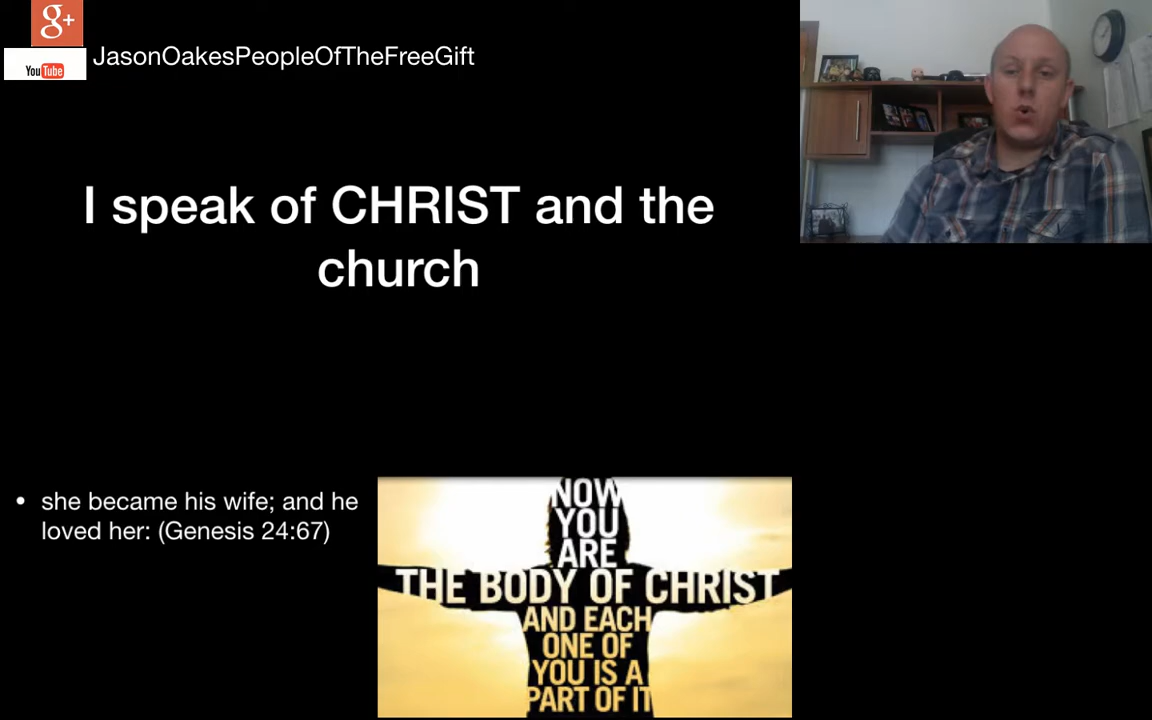 g+
YouTube
JasonOakesPeopleOfTheFreeGift
I speak of CHRIST and the
church
• she became his wife; and he
loved her: (Genesis 24:67)
NOW
YOU
ARE
THE BODY OF CHRIST
AND EACH
ONE OF
YOU IS A
PART OF IT